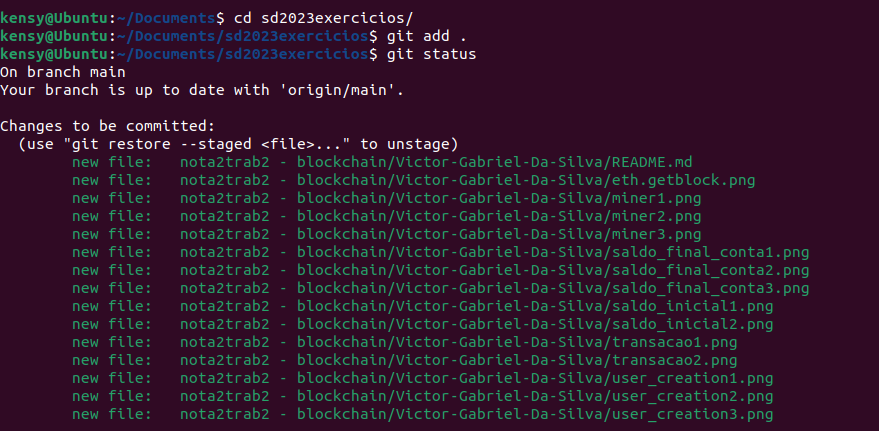 kensy@Ubuntu:~/Documents$ cd sd2023exercicios/
kensy@Ubuntu:~/Documents/sd2023exercicios$ git add .
kensy@Ubuntu:~/Documents/sd2023exercicios$ git status
On branch main
Your branch is up to date with 'origin/main'.

Changes to be committed:
  (use "git restore --staged <file>..." to unstage)
        new file:   nota2trab2 - blockchain/Victor-Gabriel-Da-Silva/README.md
        new file:   nota2trab2 - blockchain/Victor-Gabriel-Da-Silva/eth.getblock.png
        new file:   nota2trab2 - blockchain/Victor-Gabriel-Da-Silva/miner1.png
        new file:   nota2trab2 - blockchain/Victor-Gabriel-Da-Silva/miner2.png
        new file:   nota2trab2 - blockchain/Victor-Gabriel-Da-Silva/miner3.png
        new file:   nota2trab2 - blockchain/Victor-Gabriel-Da-Silva/saldo_final_conta1.png
        new file:   nota2trab2 - blockchain/Victor-Gabriel-Da-Silva/saldo_final_conta2.png
        new file:   nota2trab2 - blockchain/Victor-Gabriel-Da-Silva/saldo_final_conta3.png
        new file:   nota2trab2 - blockchain/Victor-Gabriel-Da-Silva/saldo_inicial1.png
        new file:   nota2trab2 - blockchain/Victor-Gabriel-Da-Silva/saldo_inicial2.png
        new file:   nota2trab2 - blockchain/Victor-Gabriel-Da-Silva/transacao1.png
        new file:   nota2trab2 - blockchain/Victor-Gabriel-Da-Silva/transacao2.png
        new file:   nota2trab2 - blockchain/Victor-Gabriel-Da-Silva/user_creation1.png
        new file:   nota2trab2 - blockchain/Victor-Gabriel-Da-Silva/user_creation2.png
        new file:   nota2trab2 - blockchain/Victor-Gabriel-Da-Silva/user_creation3.png